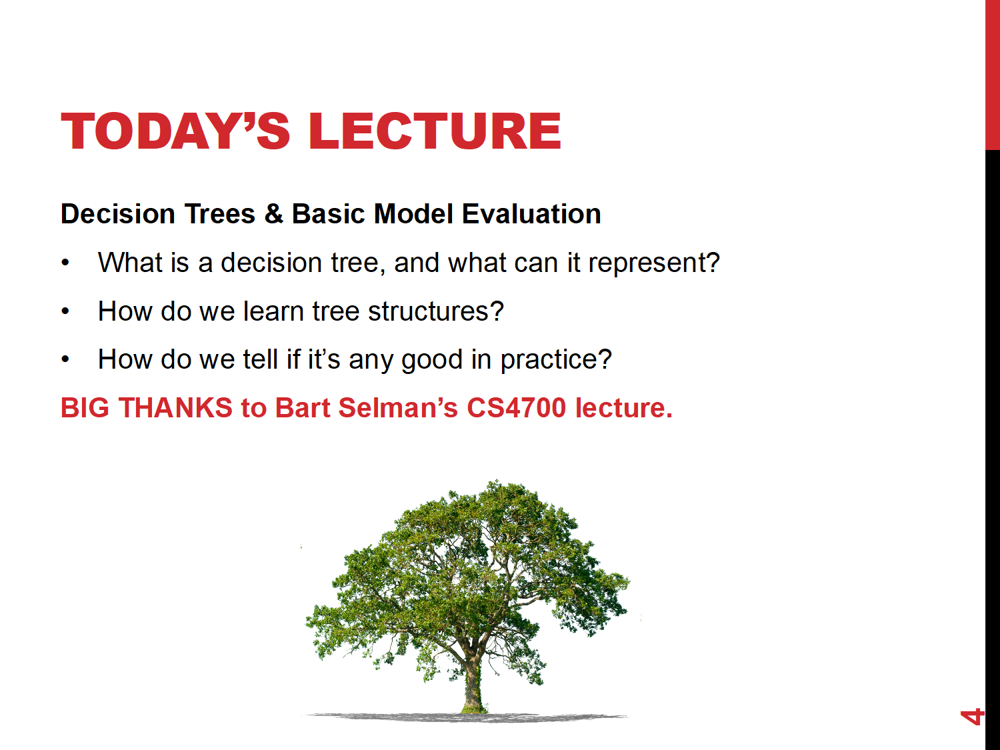 TODAY’S LECTURE
Decision Trees & Basic Model Evaluation
• What is a decision tree, and what can it represent?
• How do we learn tree structures?
• How do we tell if it’s any good in practice?
BIG THANKS to Bart Selman’s CS4700 lecture.
4